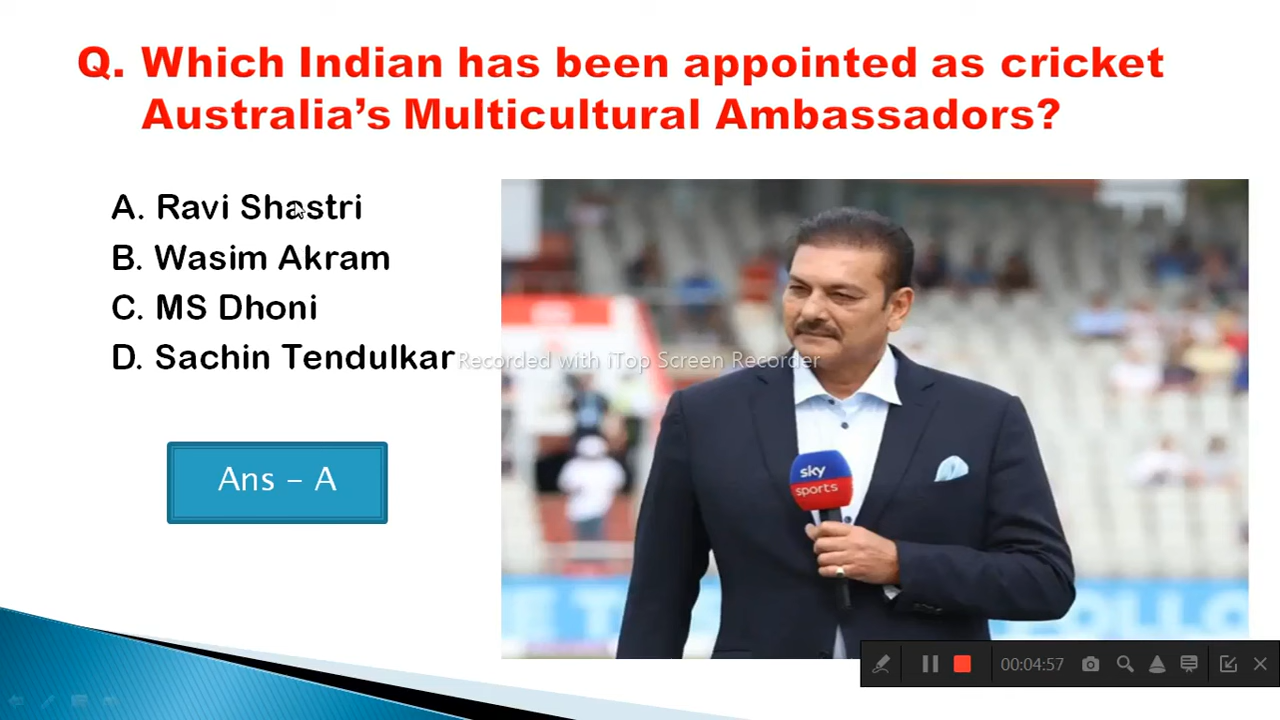 Q. Which Indian has been appointed as cricket
Australia's Multicultural Ambassadors?
A. Ravi Shastri
B. Wasim Akram
C. MS Dhoni
D. Sachin Tendulkar
Recorded with iTop Screen Recorder
Ans – A
sky
sports
00:04:57